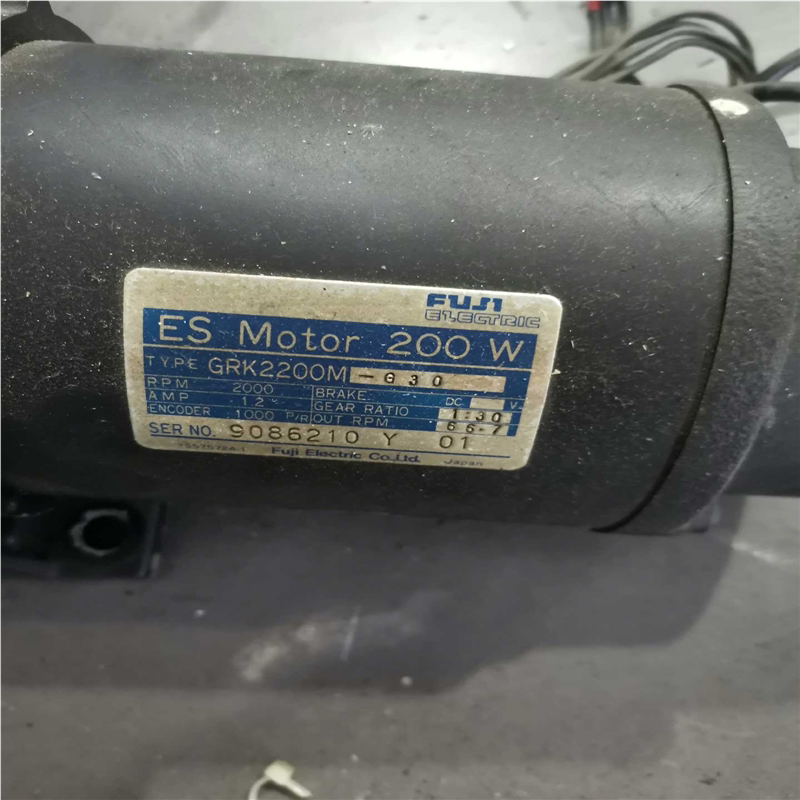 FUJI
ELECTRIC
ES Motor 200 W
TYPE GRK2200M -G30
RPM 2000 BRAKE DC V
AMP 1.2 GEAR RATIO 1:30
ENCODER 1000 P/R OUT RPM 66.7
SER NO. 9086210 Y 01
Fuji Electric Co.,Ltd. Japan